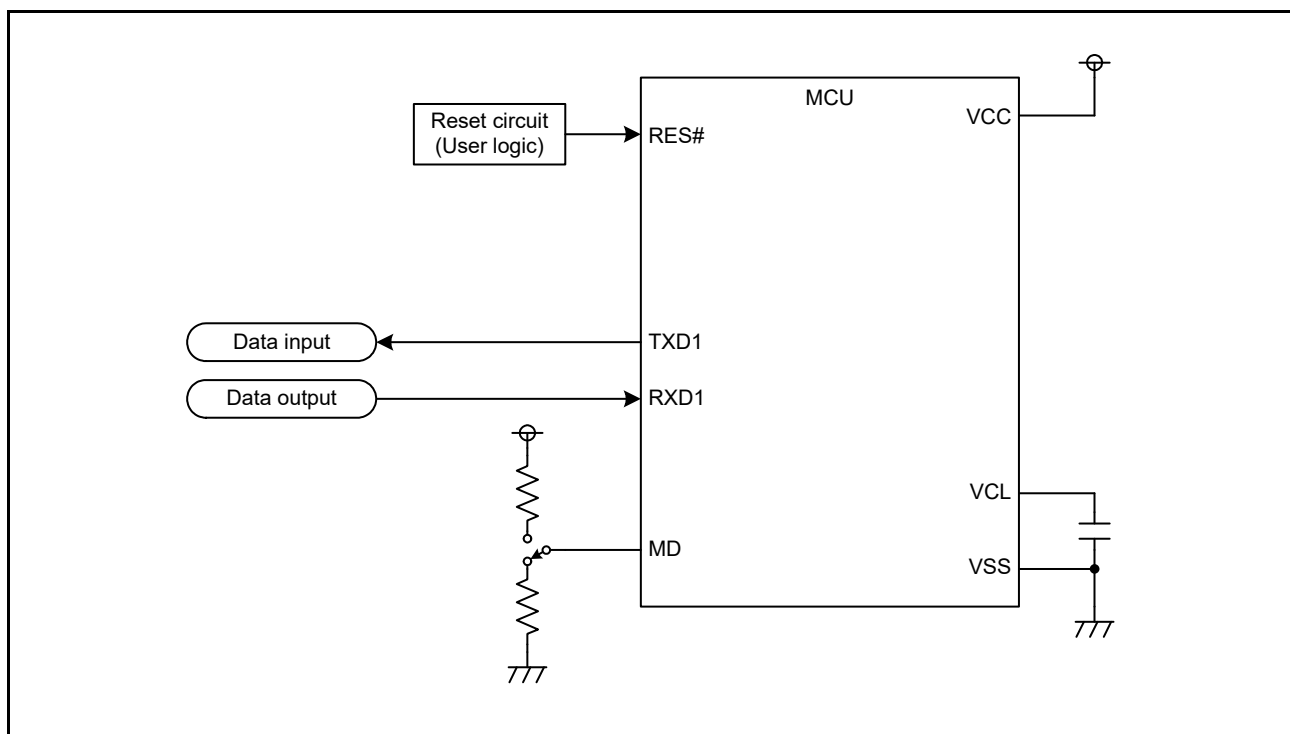 MCU
VCC
Reset circuit
(User logic)
RES#
Data input
TXD1
Data output
RXD1
VCL
MD
VSS